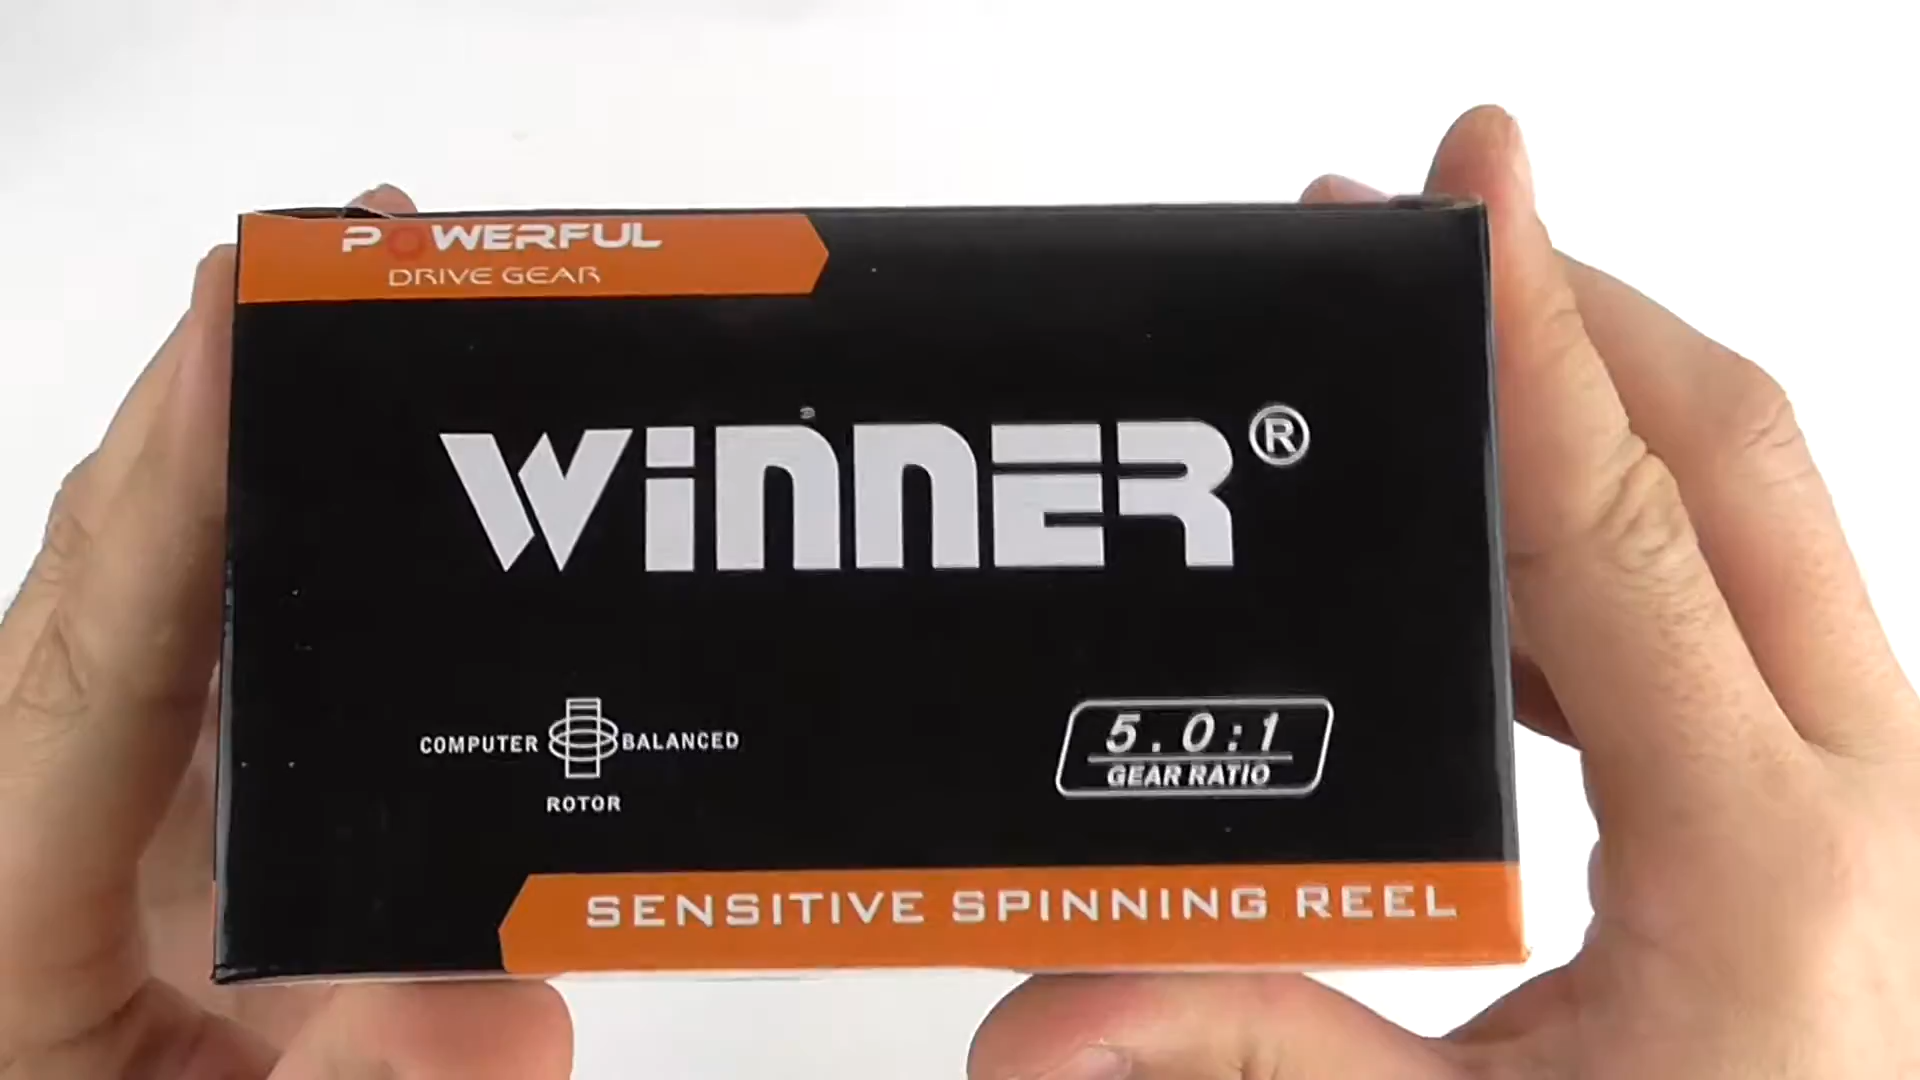 POWERFUL
DRIVE GEAR
WINNER®
COMPUTER BALANCED
ROTOR
5.0:1
GEAR RATIO
SENSITIVE SPINNING REEL